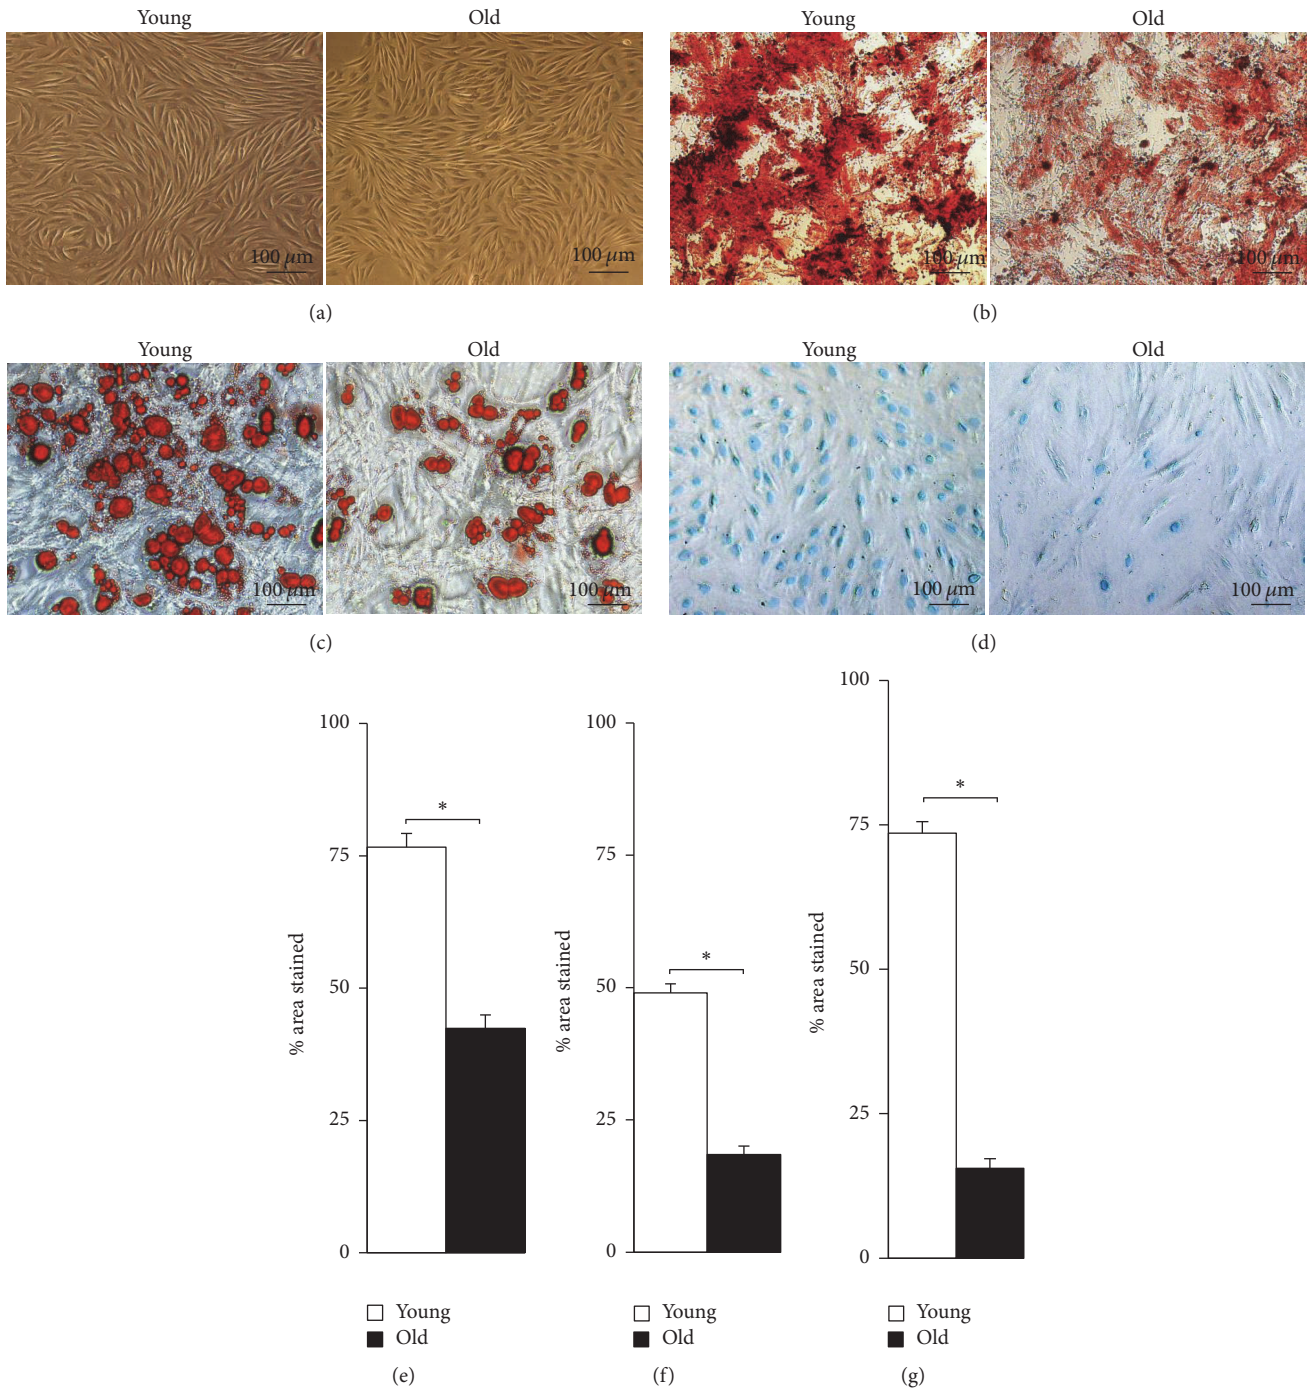 Young Old
100 μm 100 μm
(a)
Young Old
100 μm 100 μm
(b)
Young Old
100 μm 100 μm
(c)
Young Old
100 μm 100 μm
(d)
100
75
50
25
0
% area stained
*
Young
Old
(e)
100
75
50
25
0
% area stained
*
Young
Old
(f)
100
75
50
25
0
% area stained
*
Young
Old
(g)